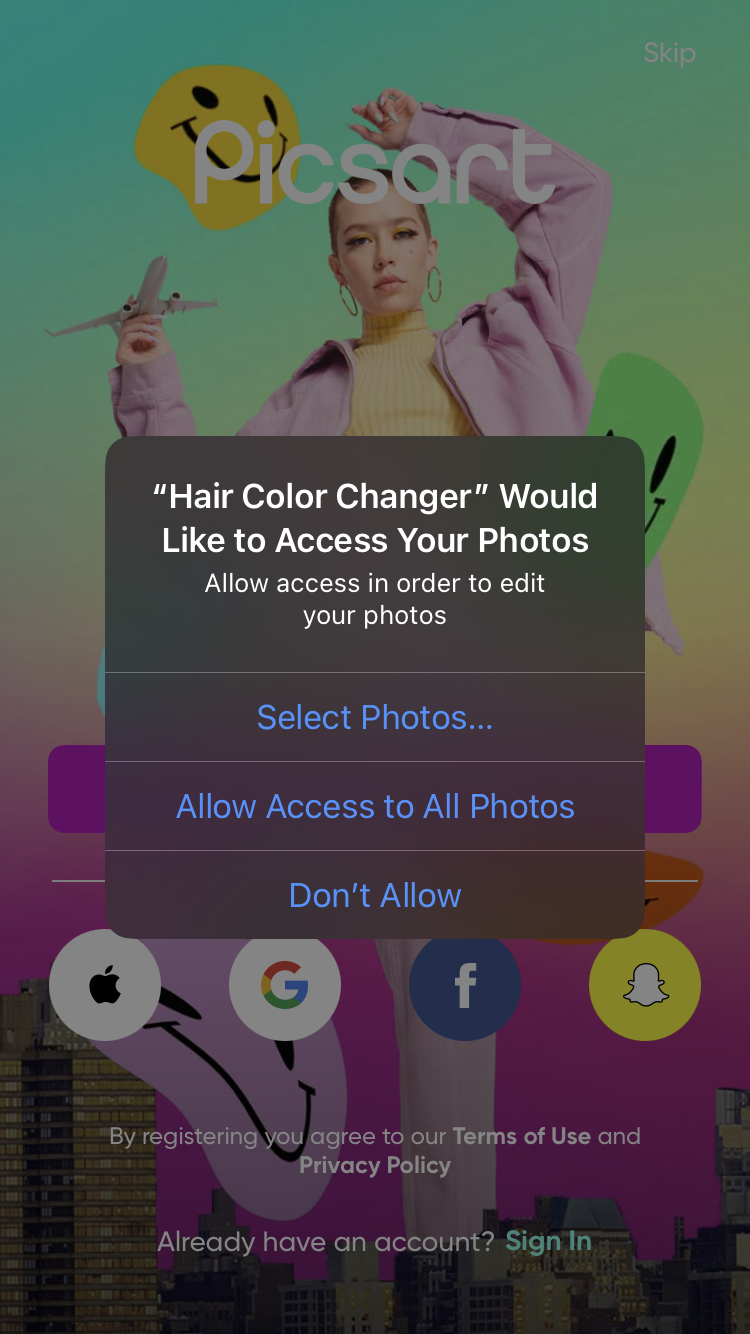 Skip
Picsart
“Hair Color Changer” Would
Like to Access Your Photos
Allow access in order to edit
your photos
Select Photos...
Allow Access to All Photos
Don’t Allow
By registering you agree to our Terms of Use and
Privacy Policy
Already have an account? Sign In